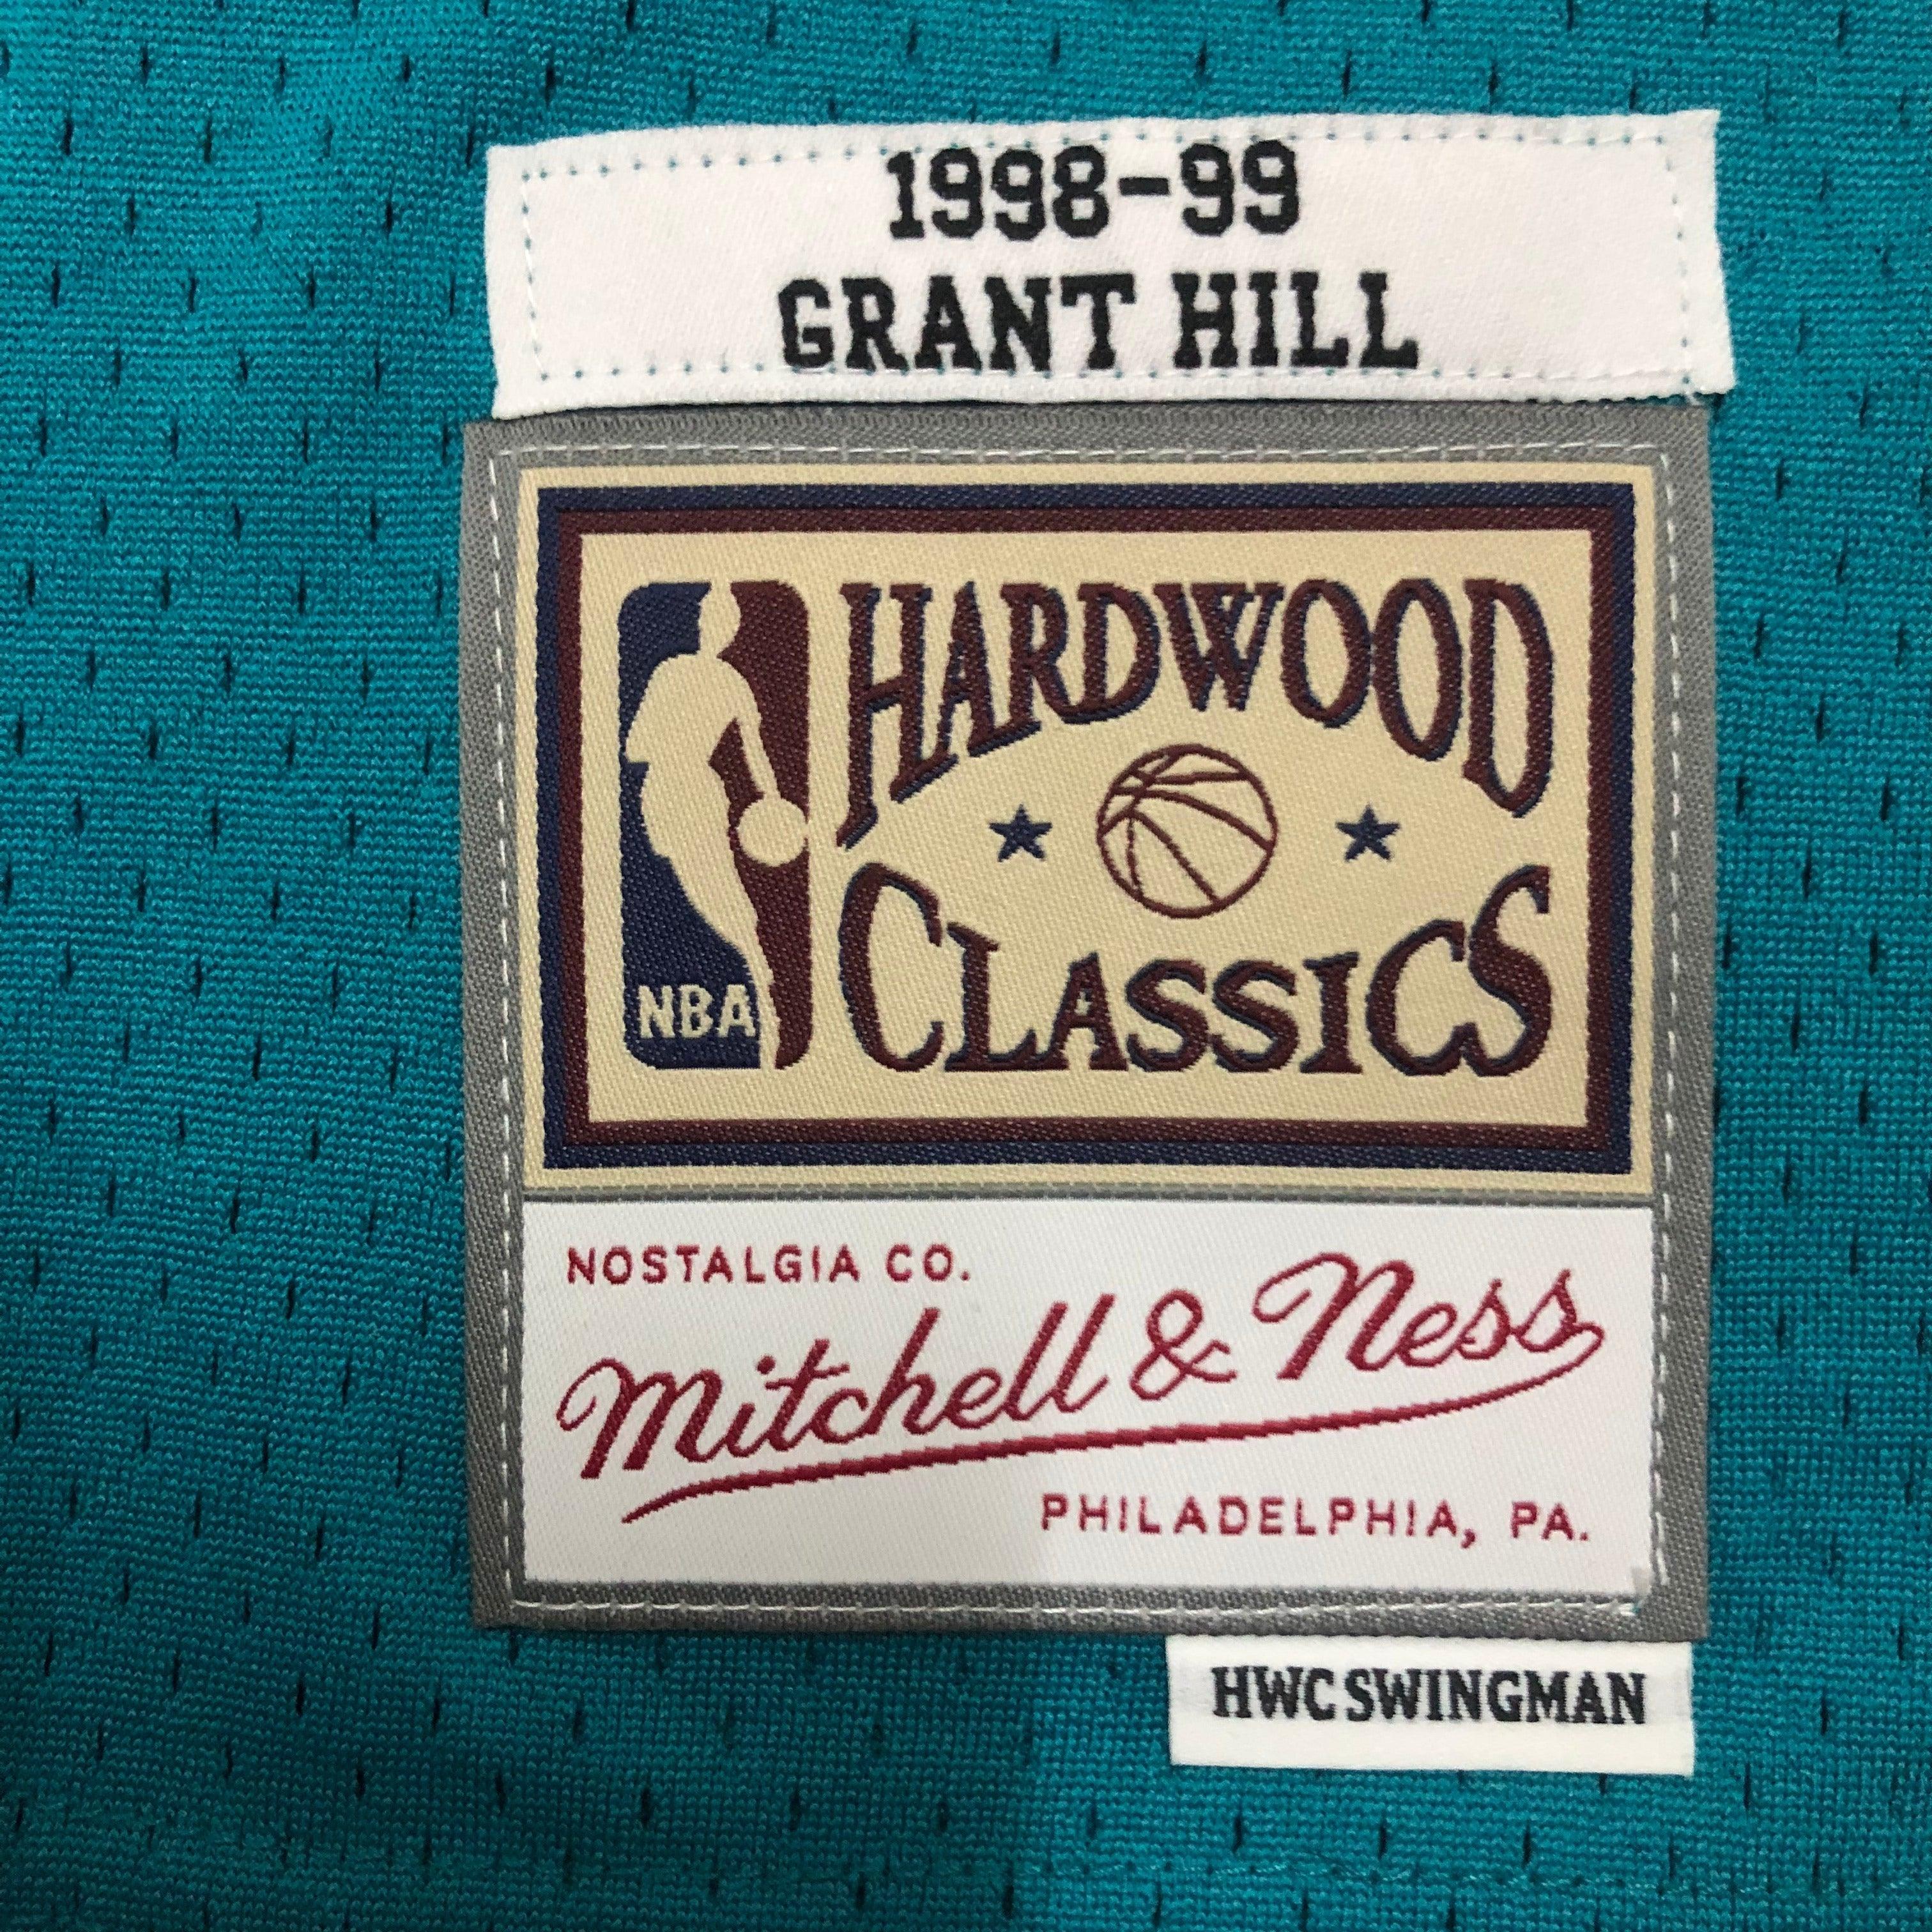 1998-99
GRANT HILL
HARDWOOD
CLASSICS
NBA
NOSTALGIA CO.
Mitchell & Ness
PHILADELPHIA, PA.
HWC SWINGMAN